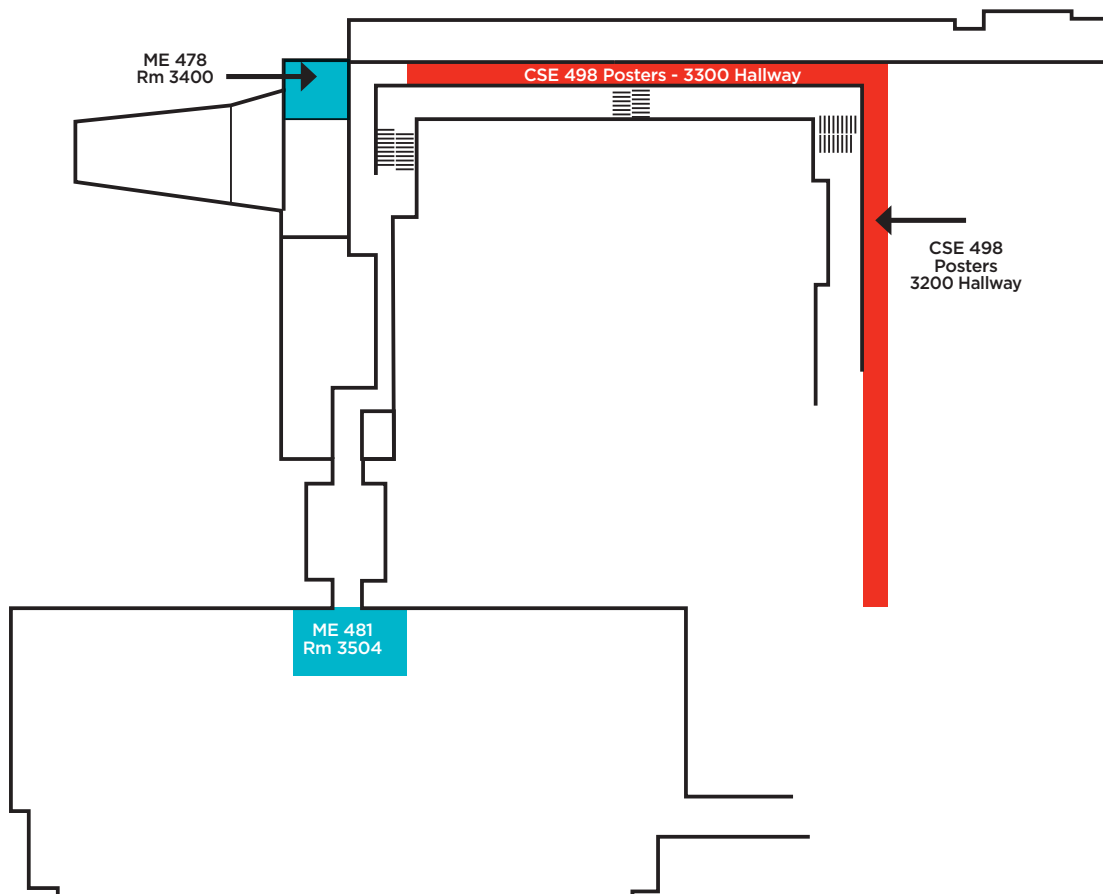 ME 478
Rm 3400
CSE 498 Posters - 3300 Hallway
CSE 498
Posters
3200 Hallway
ME 481
Rm 3504